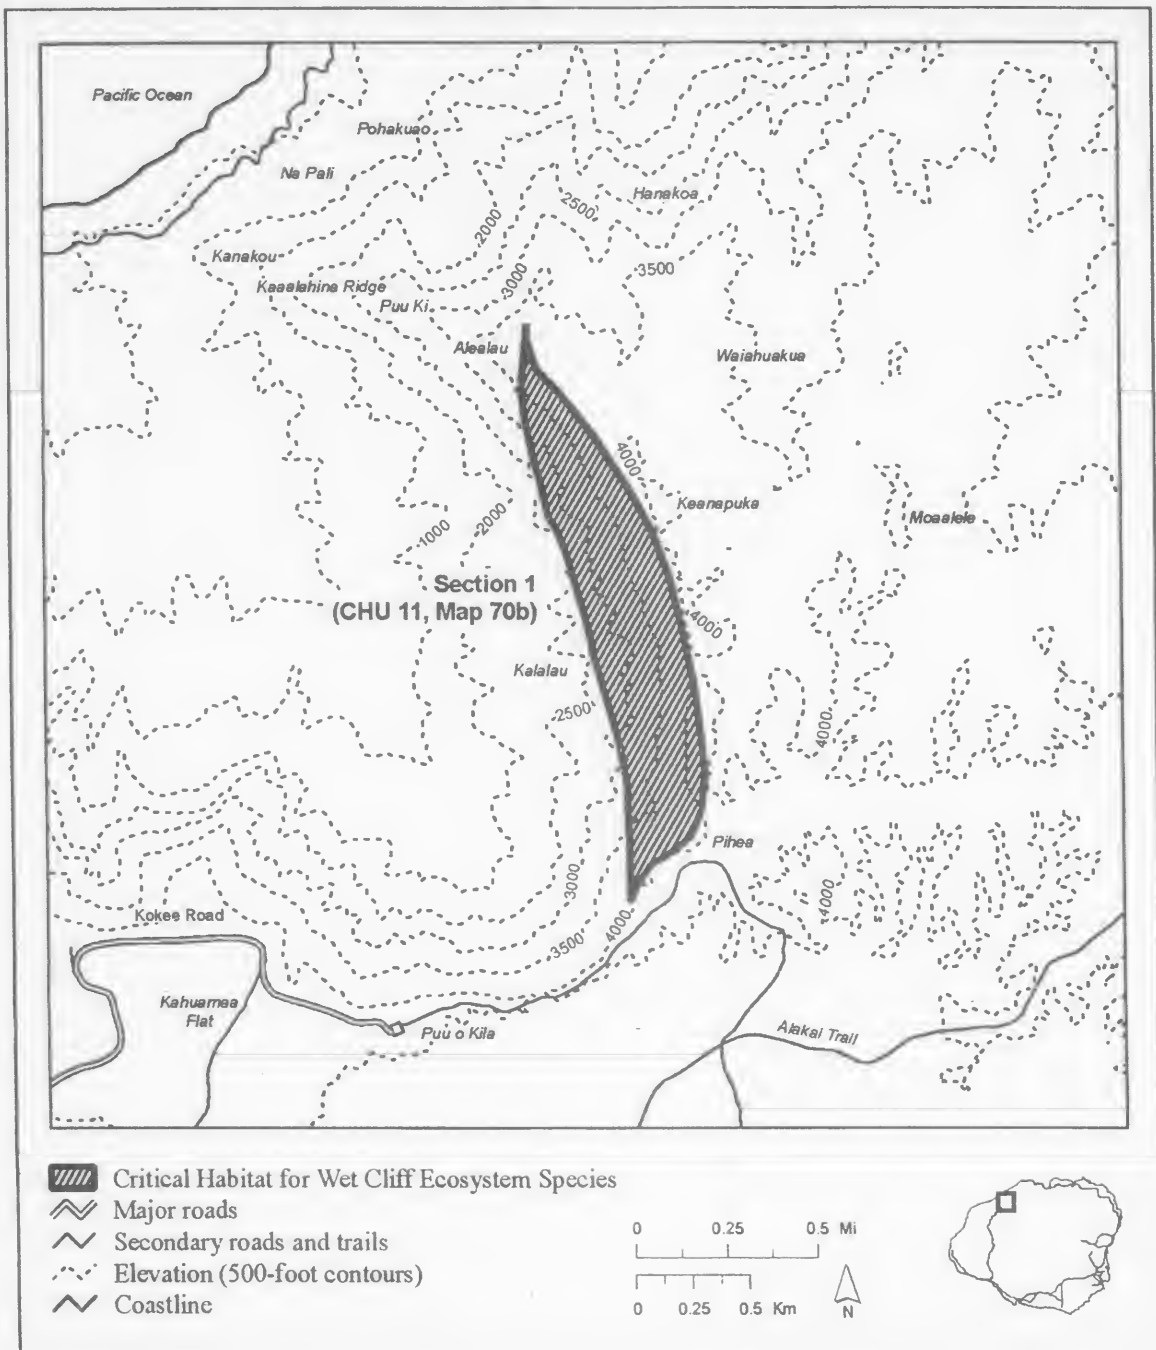 Pacific Ocean
Pohakuao
Na Pali
Hanakoa
2500
2000
Kanakou
3500
3000
Kaaalahina Ridge
Puu Ki
Alealau
Waiahuakua
4000
Keanapuka
2000
1000
Moaalele
Section 1
(CHU 11, Map 70b)
4000
Kalalau
2500
4000
Pihea
3000
4000
Kokee Road
4000
3500
Kahuamaa
Flat
Puu o Kila
Alakai Trail
Critical Habitat for Wet Cliff Ecosystem Species
Major roads
Secondary roads and trails
Elevation (500-foot contours)
Coastline
0 0.25 0.5 Mi
0 0.25 0.5 Km
N